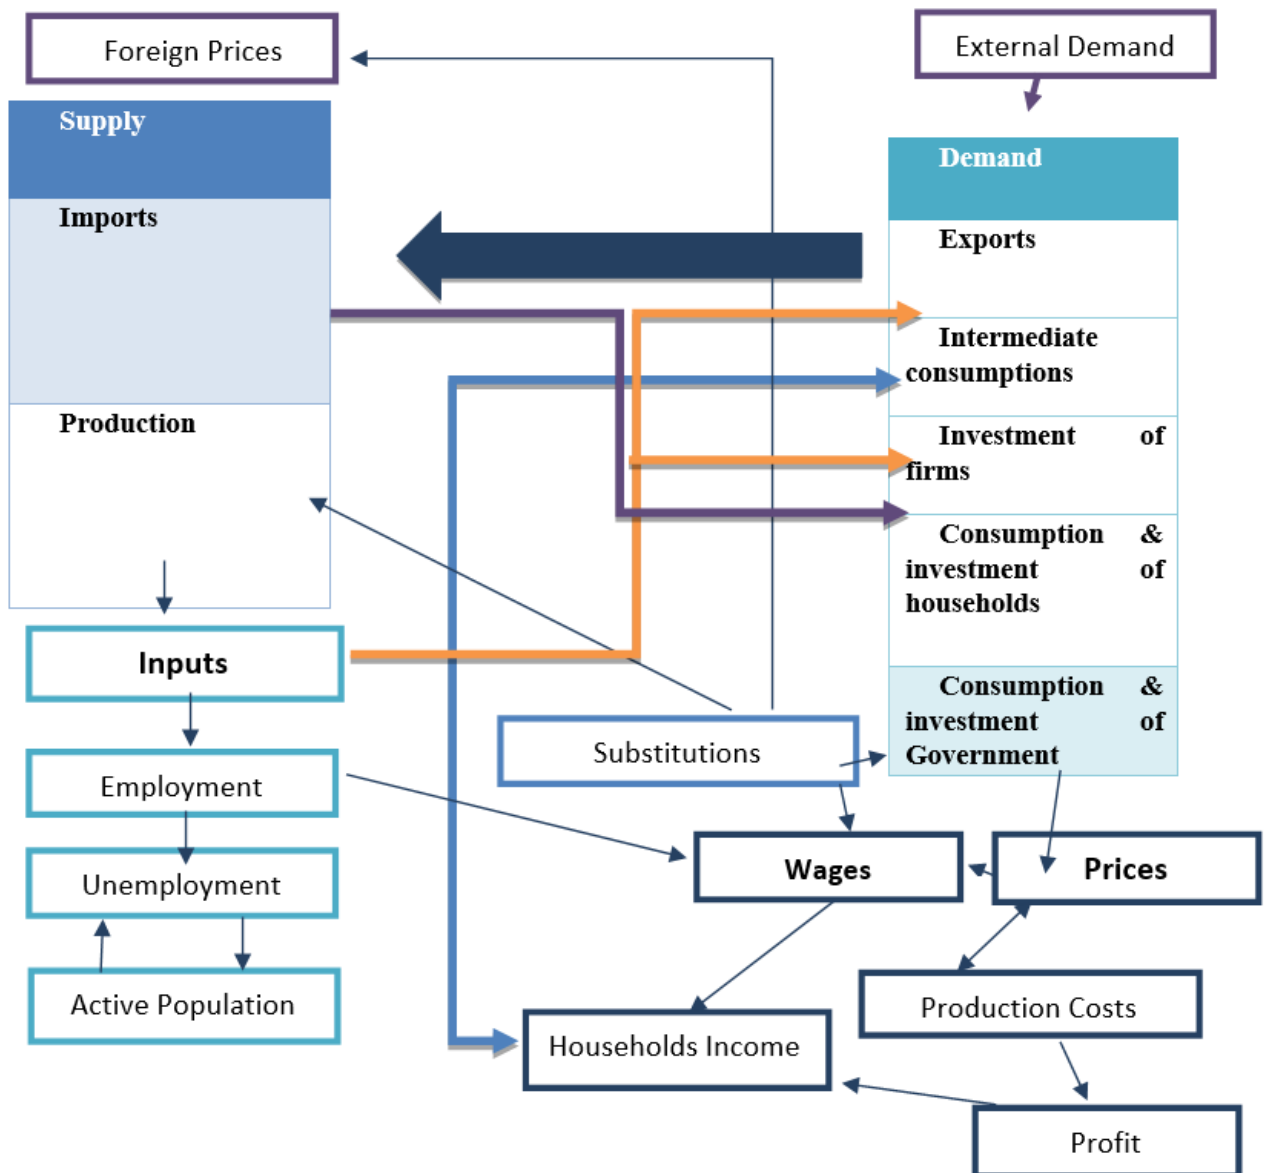 Foreign Prices
External Demand
Supply
Imports
Production
Demand
Exports
Intermediate
consumptions
Investment of
firms
Consumption &
investment of
households
Consumption &
investment of
Government
Inputs
Employment
Unemployment
Active Population
Substitutions
Wages
Prices
Production Costs
Households Income
Profit